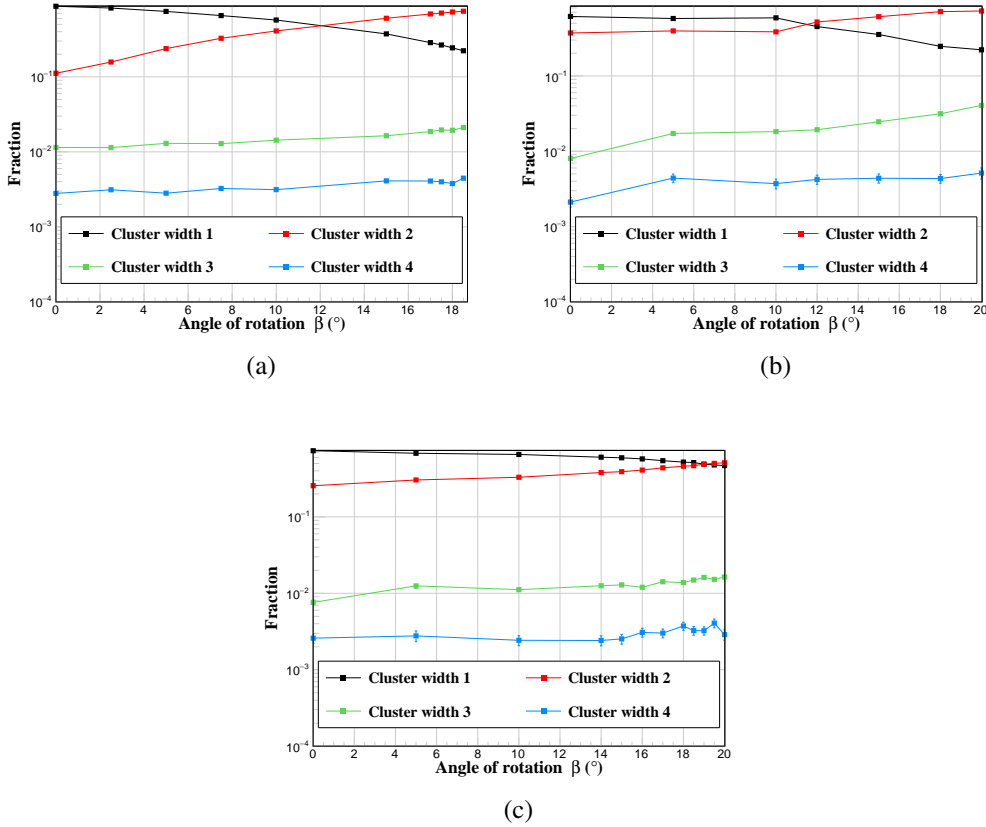 10⁻¹
10⁻²
10⁻³
10⁻⁴
Fraction
Cluster width 1
Cluster width 2
Cluster width 3
Cluster width 4
0 2 4 6 8 10 12 14 16 18
Angle of rotation β (°)
(a)
10⁻¹
10⁻²
10⁻³
10⁻⁴
Fraction
Cluster width 1
Cluster width 2
Cluster width 3
Cluster width 4
0 2 4 6 8 10 12 14 16 18 20
Angle of rotation β (°)
(b)
10⁻¹
10⁻²
10⁻³
10⁻⁴
Fraction
Cluster width 1
Cluster width 2
Cluster width 3
Cluster width 4
0 2 4 6 8 10 12 14 16 18 20
Angle of rotation β (°)
(c)